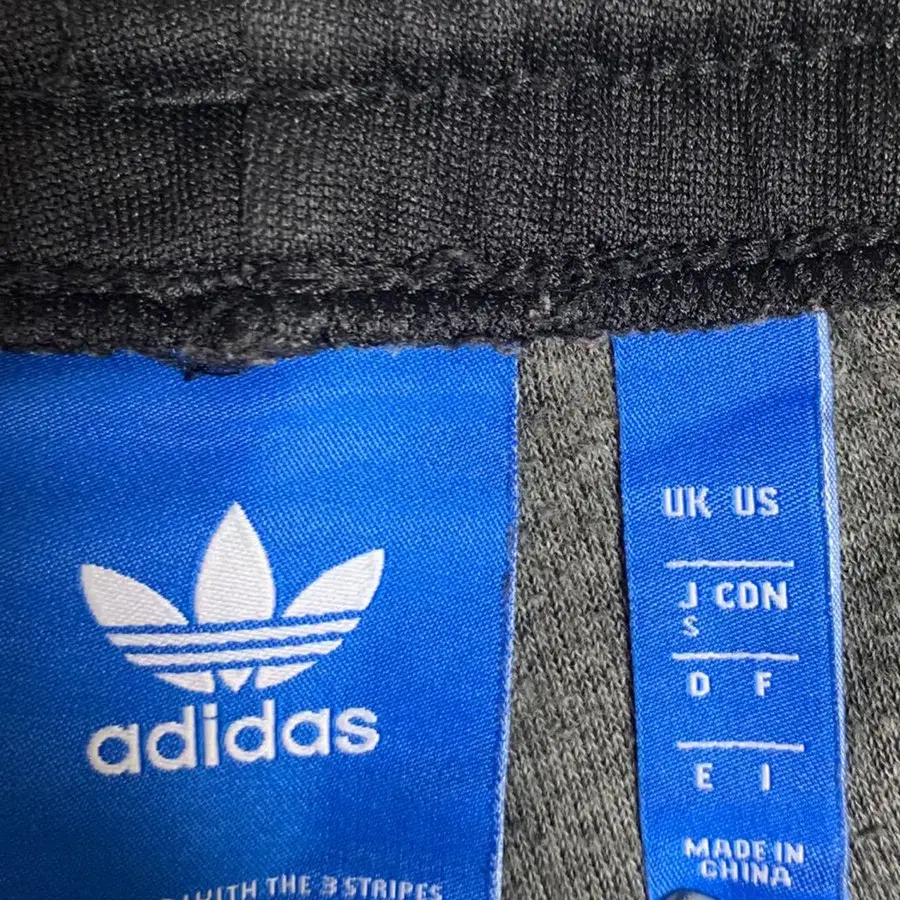 adidas
WITH THE 3 STRIPES
UK US
J CDN
S
D F
E I
MADE IN
CHINA